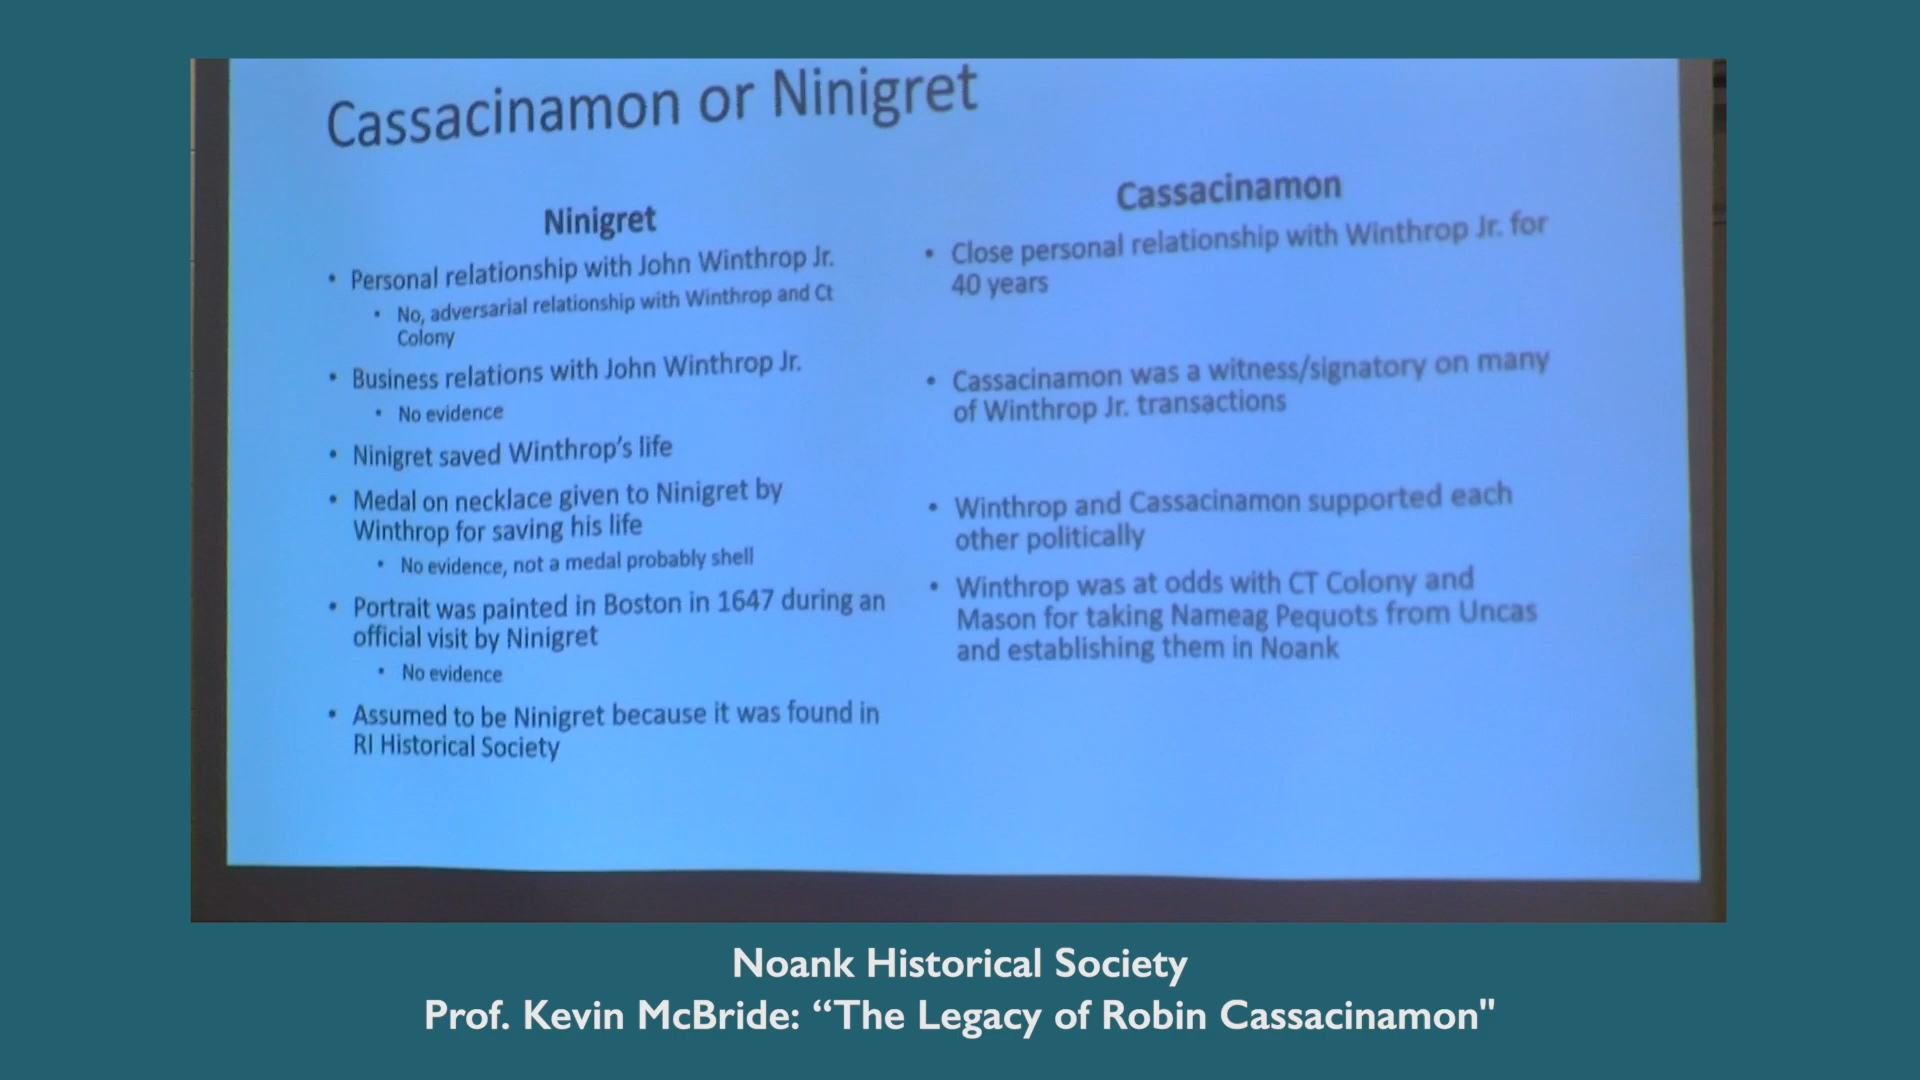 Cassacinamon or Ninigret
Ninigret
• Personal relationship with John Winthrop Jr.
• No, adversarial relationship with Winthrop and Ct
Colony
• Business relations with John Winthrop Jr.
• No evidence
• Ninigret saved Winthrop's life
• Medal on necklace given to Ninigret by
Winthrop for saving his life
• No evidence, not a medal probably shell
• Portrait was painted in Boston in 1647 during an
official visit by Ninigret
• No evidence
• Assumed to be Ninigret because it was found in
RI Historical Society
Cassacinamon
• Close personal relationship with Winthrop Jr. for
40 years
• Cassacinamon was a witness/signatory on many
of Winthrop Jr. transactions
• Winthrop and Cassacinamon supported each
other politically
• Winthrop was at odds with CT Colony and
Mason for taking Nameag Pequots from Uncas
and establishing them in Noank
Noank Historical Society
Prof. Kevin McBride: “The Legacy of Robin Cassacinamon"